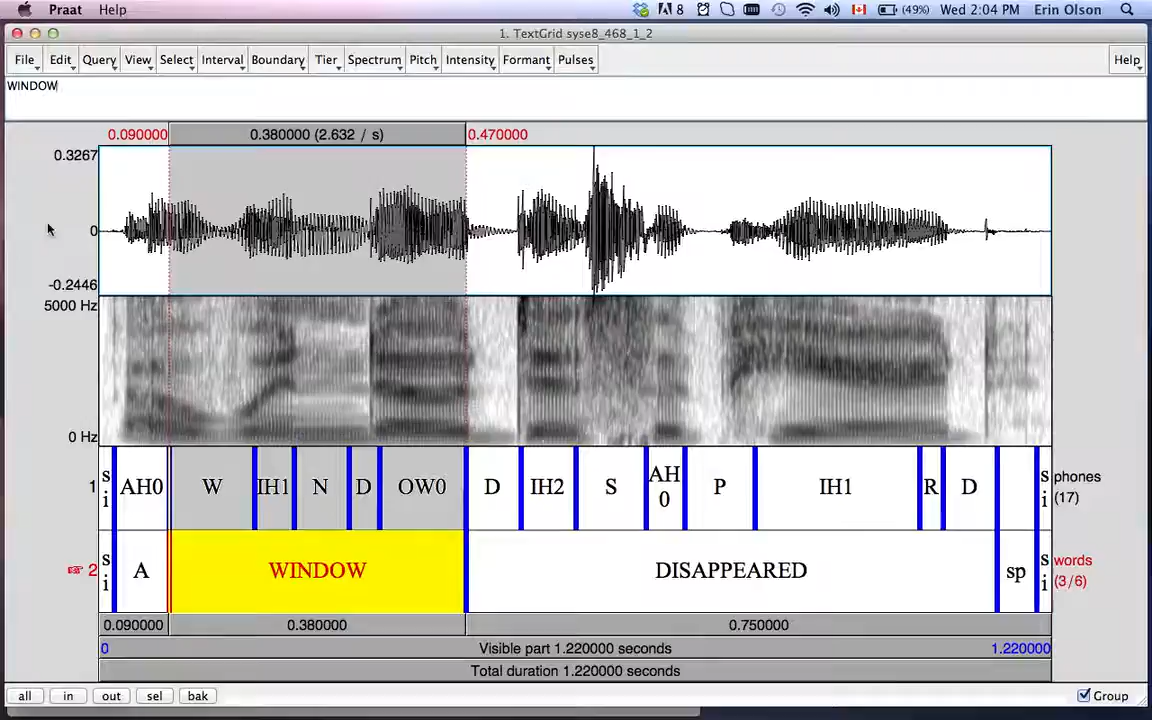 Praat Help 8 (49%) Wed 2:04 PM Erin Olson
1. TextGrid syse8_468_1_2
File Edit Query View Select Interval Boundary Tier Spectrum Pitch Intensity Formant Pulses Help
WINDOW
0.090000 0.380000 (2.632 / s) 0.470000
0.3267
0
-0.2446
5000 Hz
0 Hz
1 si AH0 W IH1 N D OW0 D IH2 S AH0 P IH1 R D si phones (17)
2 si A WINDOW DISAPPEARED sp si words (3/6)
0.090000 0.380000 0.750000
0 Visible part 1.220000 seconds 1.220000
Total duration 1.220000 seconds
all in out sel bak Group